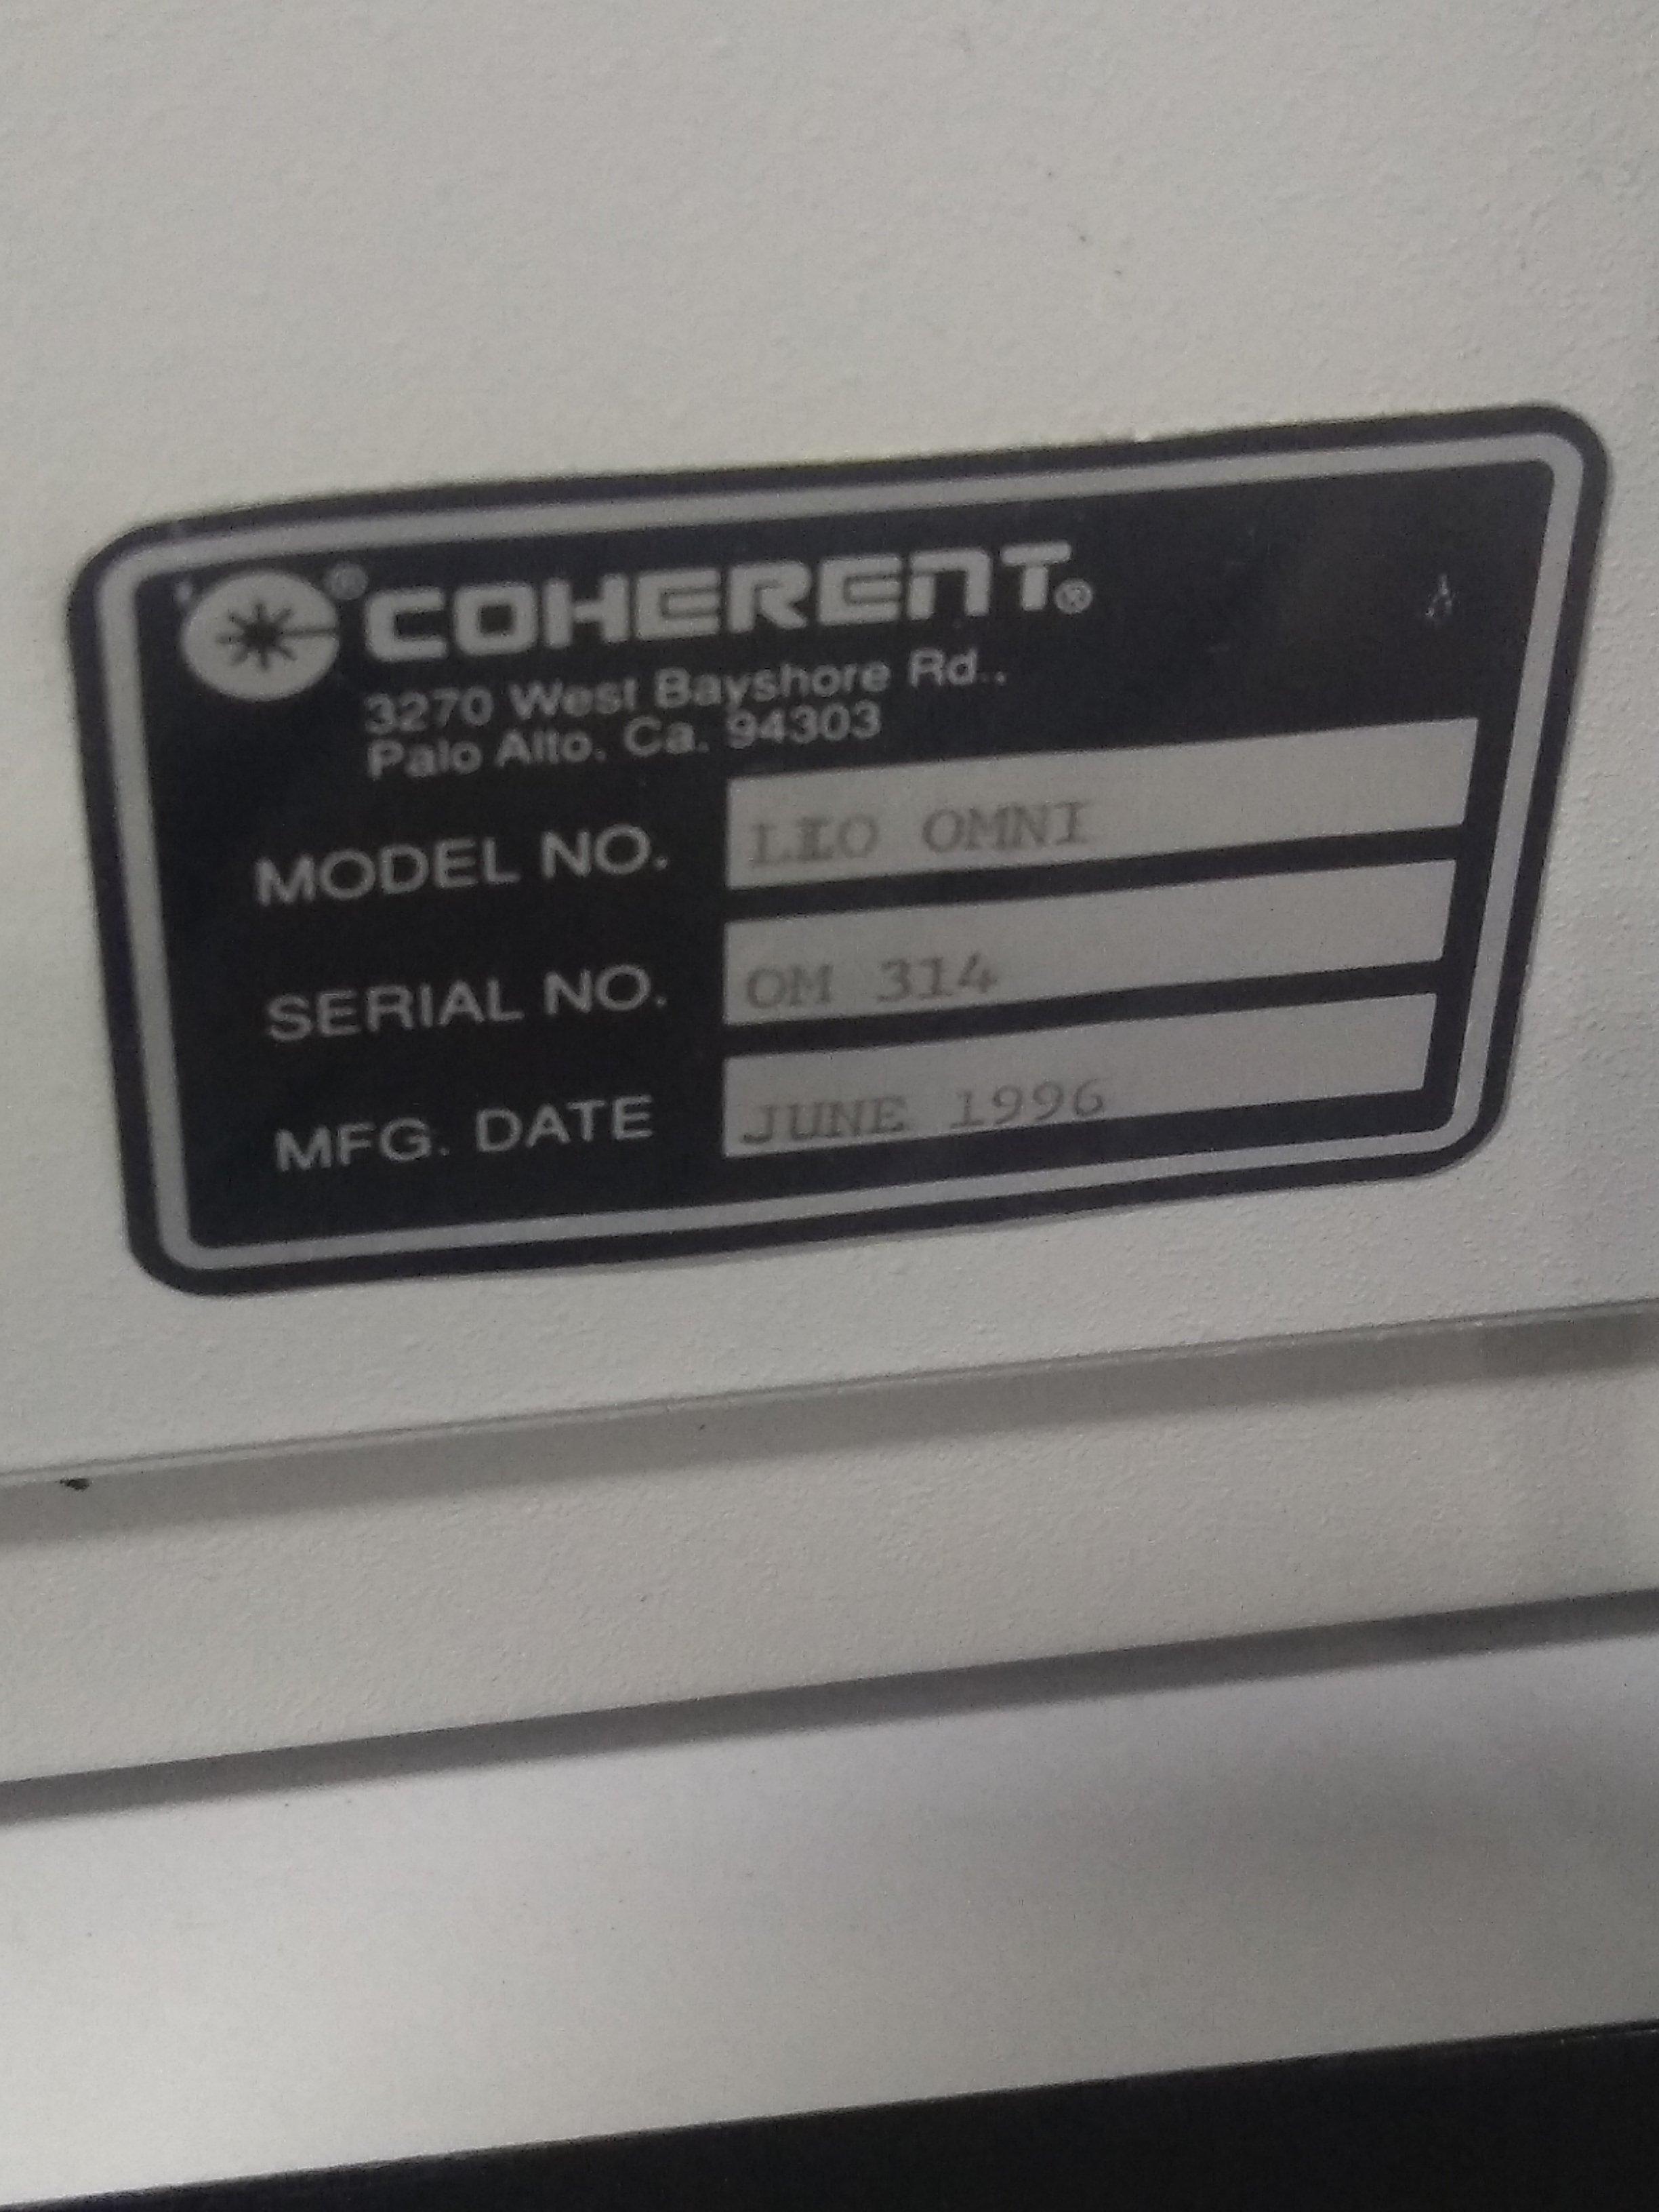 COHERENT®
3270 West Bayshore Rd.,
Palo Alto. Ca. 94303
MODEL NO. LIO OMNI
SERIAL NO. OM 314
MFG. DATE JUNE 1996